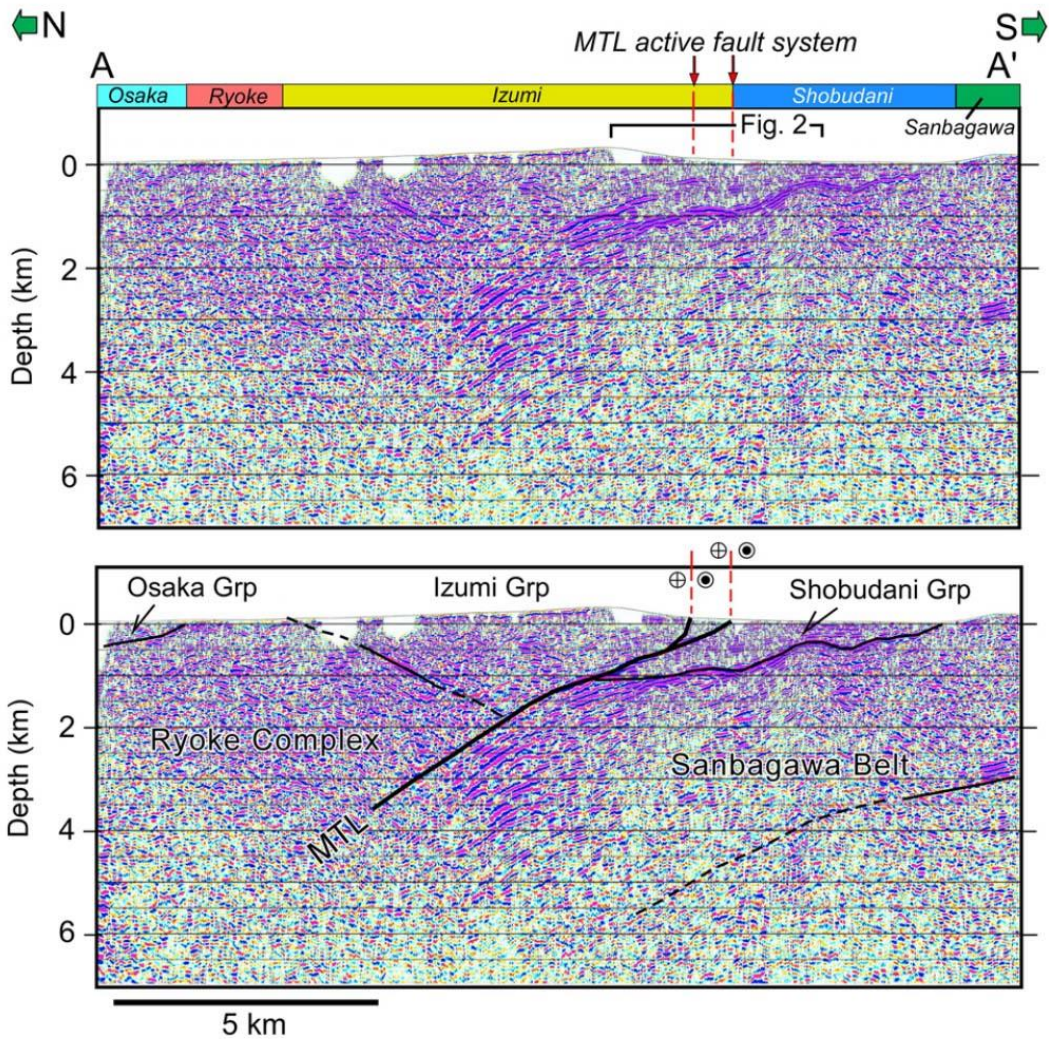 N
S
MTL active fault system
A
A'
Osaka
Ryoke
Izumi
Shobudani
Fig. 2
Sanbagawa
0
2
4
6
Depth (km)
Osaka Grp
Izumi Grp
Shobudani Grp
0
2
4
6
Depth (km)
Ryoke Complex
Sanbagawa Belt
MTL
5 km